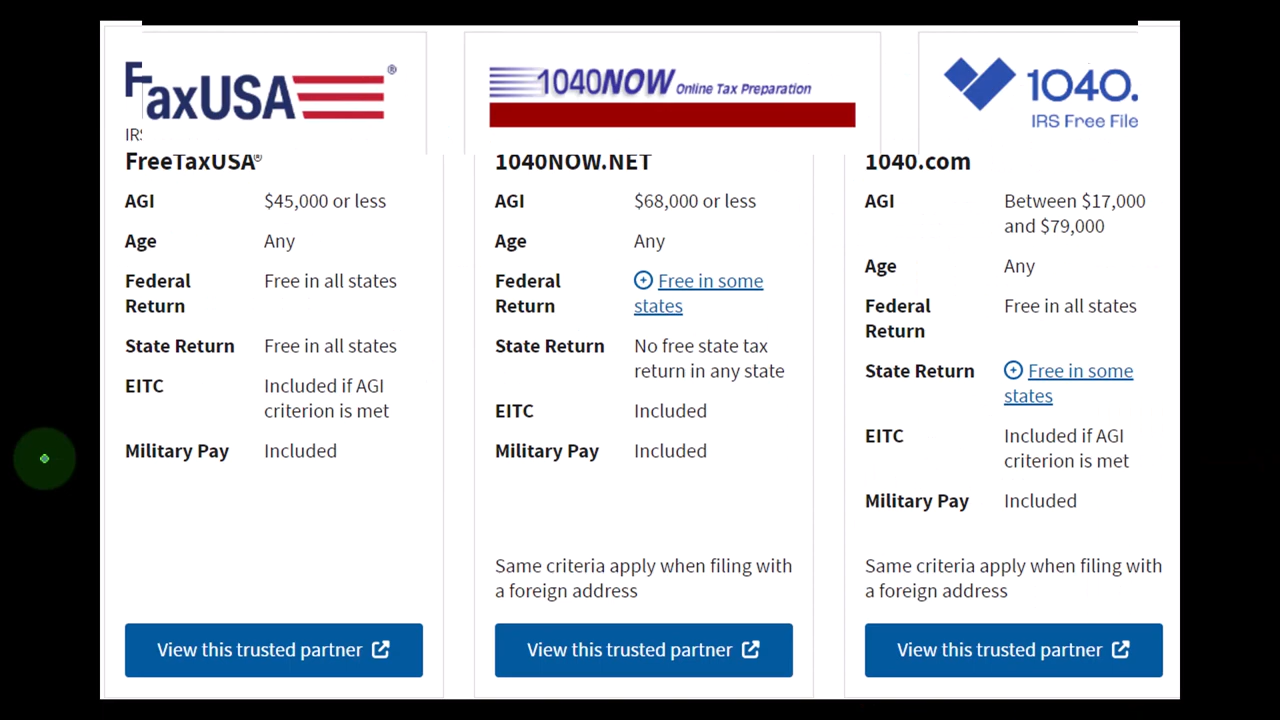 FaxUSA®
IRS
FreeTaxUSA®
AGI $45,000 or less
Age Any
Federal Return Free in all states
State Return Free in all states
EITC Included if AGI
criterion is met
Military Pay Included
View this trusted partner
1040NOW Online Tax Preparation
1040NOW.NET
AGI $68,000 or less
Age Any
Federal Return Free in some
states
State Return No free state tax
return in any state
EITC Included
Military Pay Included
Same criteria apply when filing with
a foreign address
View this trusted partner
1040.
IRS Free File
1040.com
AGI Between $17,000
and $79,000
Age Any
Federal Return Free in all states
State Return Free in some
states
EITC Included if AGI
criterion is met
Military Pay Included
Same criteria apply when filing with
a foreign address
View this trusted partner